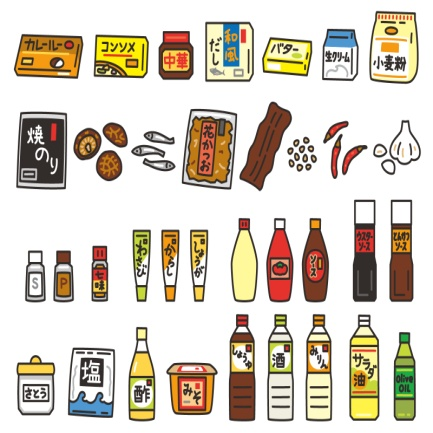 カレールー
コンソメ
中華
和風
だし
バター
生クリーム
小麦粉
焼
のり
花かつお
S
P
七味
わさび
からし
しょうが
ソース
ウスター
ソース
とんかつ
ソース
さとう
塩
酢
みそ
しょうゆ
酒
みりん
サラダ
油
Olive
OIL